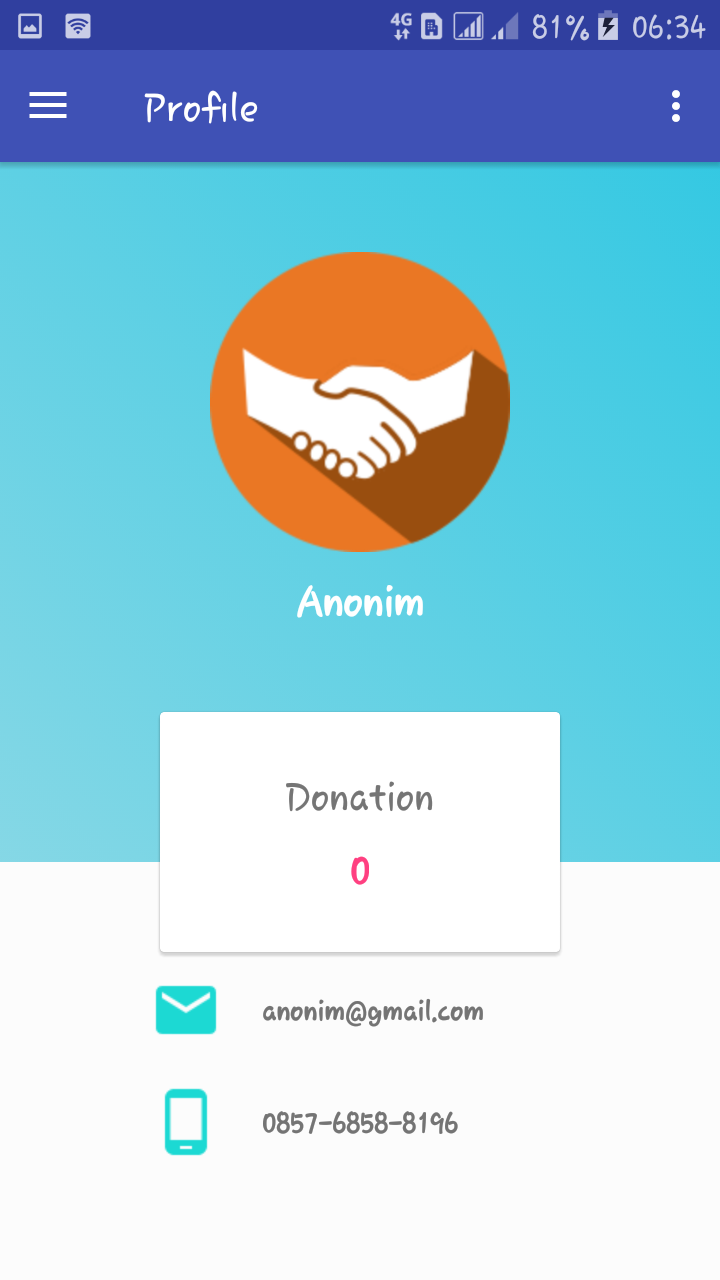 4G 81% 06:34
Profile
Anonim
Donation
0
anonim@gmail.com
0857-6858-8196